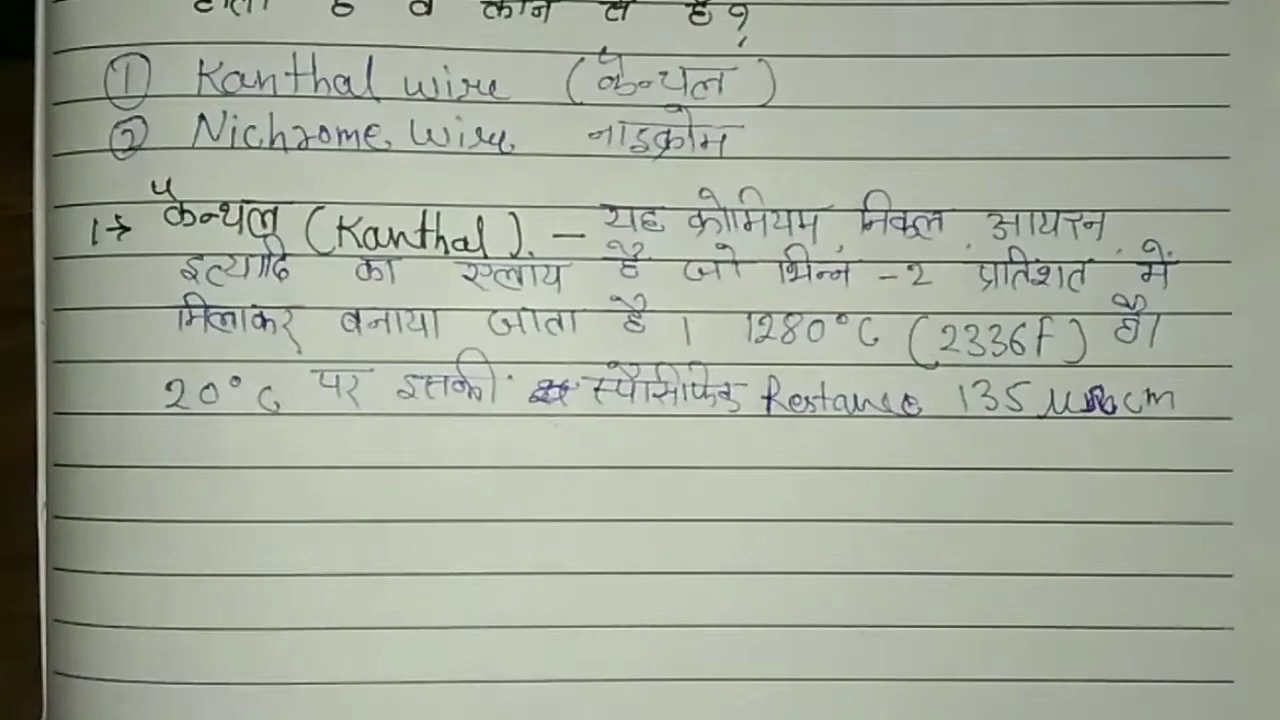 है व कौन से है?
① Kanthal wire (कैन्थल)
② Nichrome wire नाइक्रोम
1→ कैन्थल (Kanthal). – यह क्रोमियम, निकल, आयरन,
इत्यादि का एलाय है जो भिन्न -2 प्रतिशत में
मिलाकर बनाया जाता है । 1280°C (2336f) है।
20°C पर इसकी स्पैसीफिक Restance 135 μΩcm